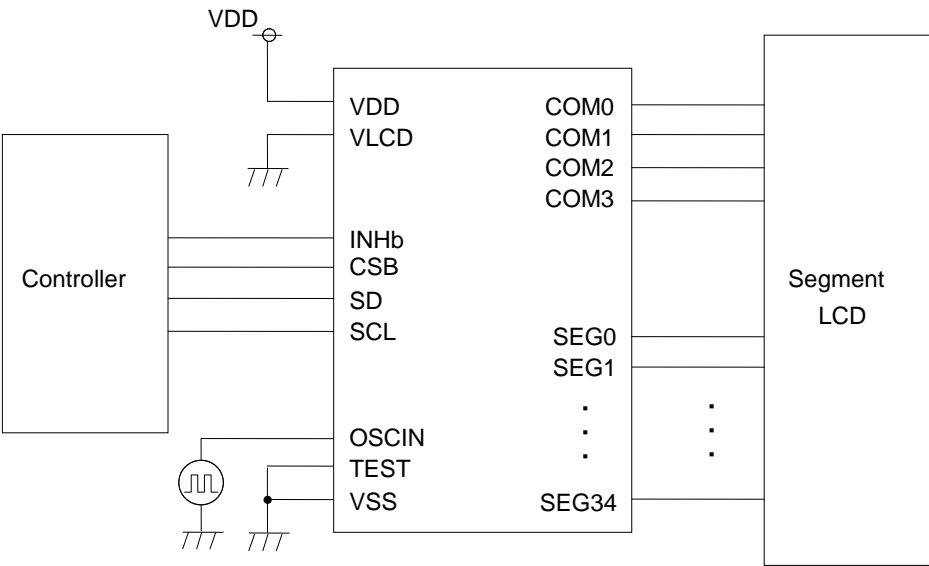 VDD
VDD
VLCD
INHb
CSB
SD
SCL
OSCIN
TEST
VSS
COM0
COM1
COM2
COM3
SEG0
SEG1
SEG34
Controller
Segment
LCD